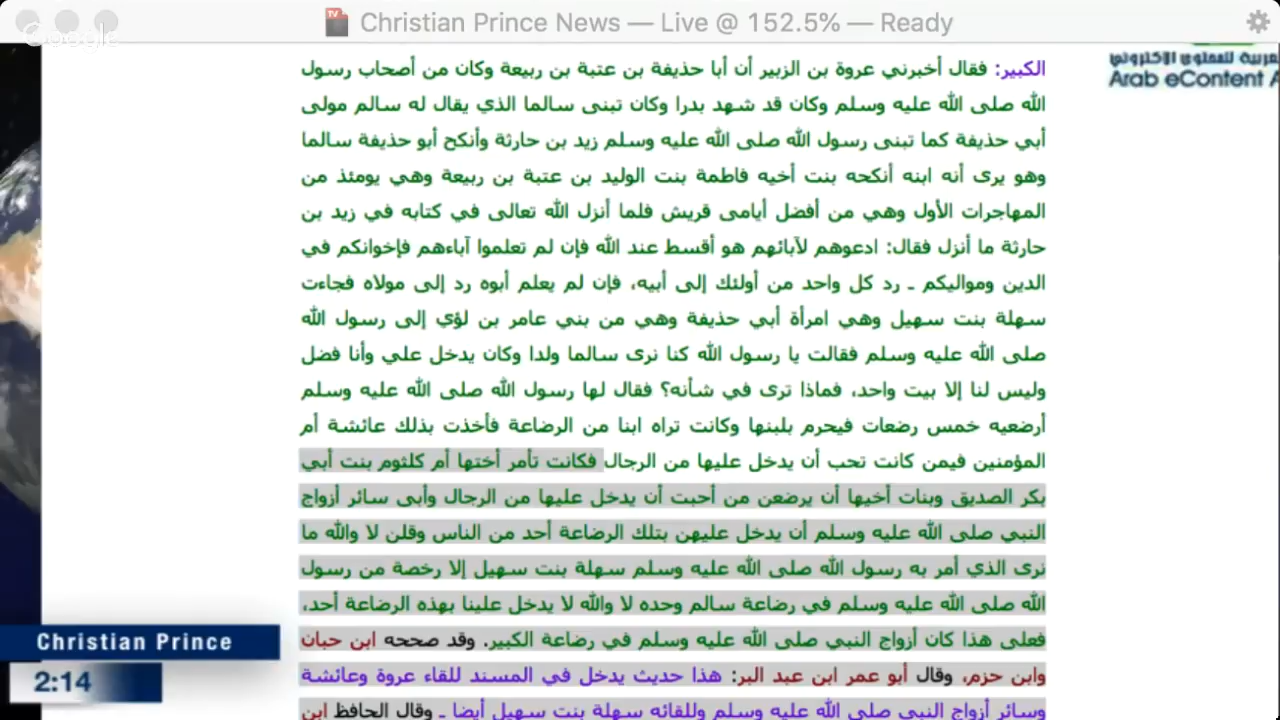 Christian Prince News — Live @ 152.5% — Ready
Google
Arab eContent
الكبير: فقال أخبرني عروة بن الزبير أن أبا حذيفة بن عتبة بن ربيعة وكان من أصحاب رسول
الله صلى الله عليه وسلم وكان قد شهد بدرا وكان تبنى سالما الذي يقال له سالم مولى
أبي حذيفة كما تبنى رسول الله صلى الله عليه وسلم زيد بن حارثة وأنكح أبو حذيفة سالما
وهو يرى أنه ابنه أنكحه بنت أخيه فاطمة بنت الوليد بن عتبة بن ربيعة وهي يومئذ من
المهاجرات الأول وهي من أفضل أيامى قريش فلما أنزل الله تعالى في كتابه في زيد بن
حارثة ما أنزل فقال: ادعوهم لآبائهم هو أقسط عند الله فإن لم تعلموا آباءهم فإخوانكم في
الدين ومواليكم ـ رد كل واحد من أولئك إلى أبيه، فإن لم يعلم أبوه رد إلى مولاه فجاءت
سهلة بنت سهيل وهي امرأة أبي حذيفة وهي من بني عامر بن لؤي إلى رسول الله
صلى الله عليه وسلم فقالت يا رسول الله كنا نرى سالما ولدا وكان يدخل علي وأنا فضل
وليس لنا إلا بيت واحد، فماذا ترى في شأنه؟ فقال لها رسول الله صلى الله عليه وسلم
أرضعيه خمس رضعات فيحرم بلبنها وكانت تراه ابنا من الرضاعة فأخذت بذلك عائشة أم
المؤمنين فيمن كانت تحب أن يدخل عليها من الرجال فكانت تأمر أختها أم كلثوم بنت أبي
بكر الصديق وبنات أخيها أن يرضعن من أحبت أن يدخل عليها من الرجال وأبى سائر أزواج
النبي صلى الله عليه وسلم أن يدخل عليهن بتلك الرضاعة أحد من الناس وقلن لا والله ما
نرى الذي أمر به رسول الله صلى الله عليه وسلم سهلة بنت سهيل إلا رخصة من رسول
الله صلى الله عليه وسلم في رضاعة سالم وحده لا والله لا يدخل علينا بهذه الرضاعة أحد،
فعلى هذا كان أزواج النبي صلى الله عليه وسلم في رضاعة الكبير. وقد صححه ابن حبان
وابن حزم، وقال أبو عمر ابن عبد البر: هذا حديث يدخل في المسند للقاء عروة وعائشة
وسائر أزواج النبي صلى الله عليه وسلم وللقائه سهلة بنت سهيل أيضا ـ وقال الحافظ ابن
Christian Prince
2:14